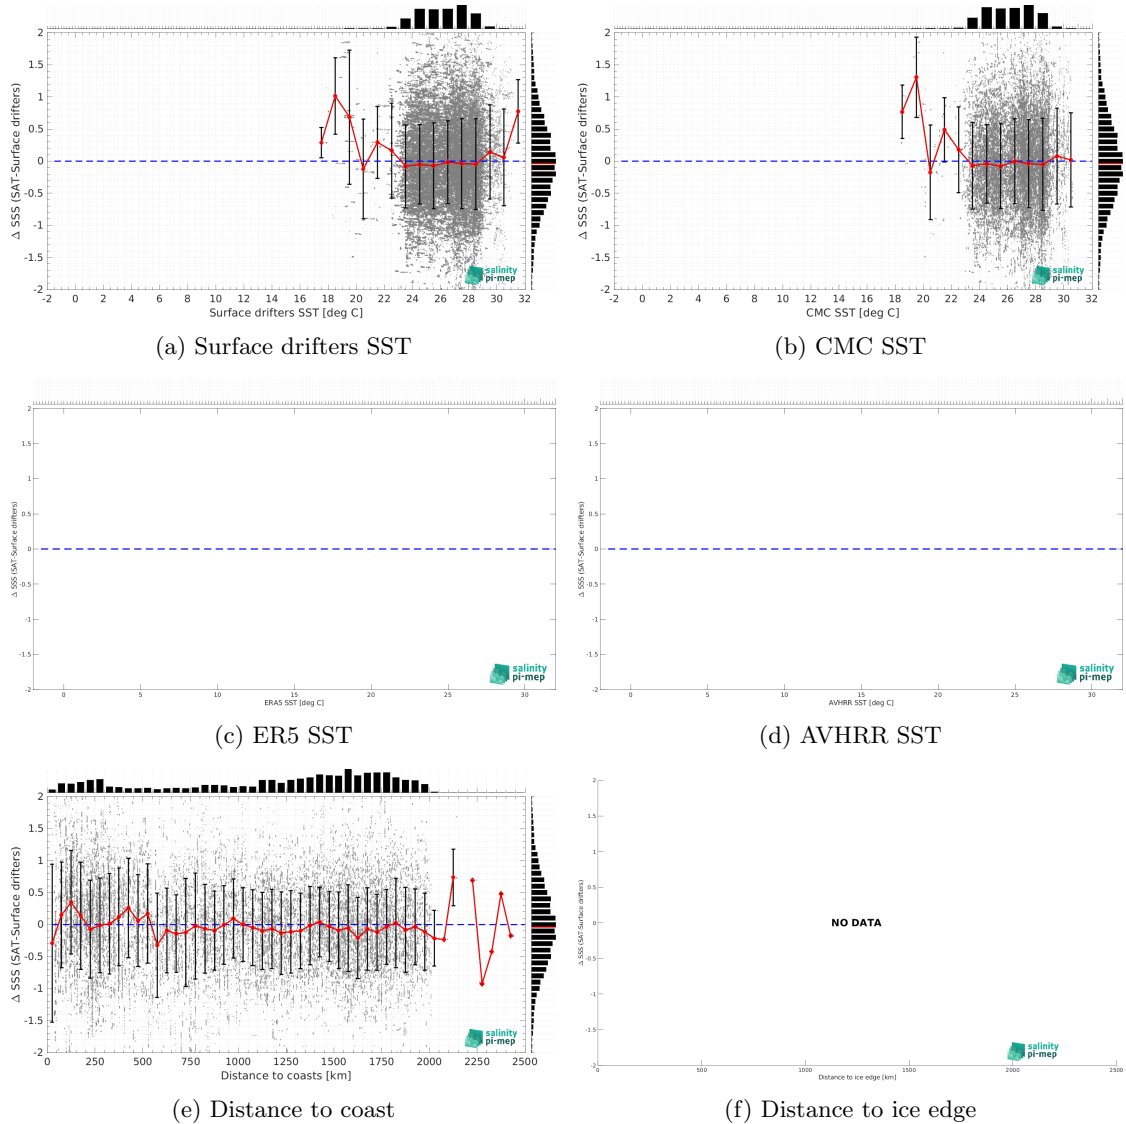 2
1.5
1
0.5
0
-0.5
-1
-1.5
-2
Δ SSS (SAT-Surface drifters)
-2 0 2 4 6 8 10 12 14 16 18 20 22 24 26 28 30 32
Surface drifters SST [deg C]
salinity
pi-mep
(a) Surface drifters SST
2
1.5
1
0.5
0
-0.5
-1
-1.5
-2
Δ SSS (SAT-Surface drifters)
-2 0 2 4 6 8 10 12 14 16 18 20 22 24 26 28 30 32
CMC SST [deg C]
salinity
pi-mep
(b) CMC SST
2
1.5
1
0.5
0
-0.5
-1
-1.5
-2
Δ SSS (SAT-Surface drifters)
0 5 10 15 20 25 30
ERA5 SST [deg C]
salinity
pi-mep
(c) ER5 SST
2
1.5
1
0.5
0
-0.5
-1
-1.5
-2
Δ SSS (SAT-Surface drifters)
0 5 10 15 20 25 30
AVHRR SST [deg C]
salinity
pi-mep
(d) AVHRR SST
2
1.5
1
0.5
0
-0.5
-1
-1.5
-2
Δ SSS (SAT-Surface drifters)
0 250 500 750 1000 1250 1500 1750 2000 2250 2500
Distance to coasts [km]
salinity
pi-mep
(e) Distance to coast
2
1.5
1
0.5
0
-0.5
-1
-1.5
-2
Δ SSS (SAT-Surface drifters)
NO DATA
0 500 1000 1500 2000 2500
Distance to ice edge [km]
salinity
pi-mep
(f) Distance to ice edge